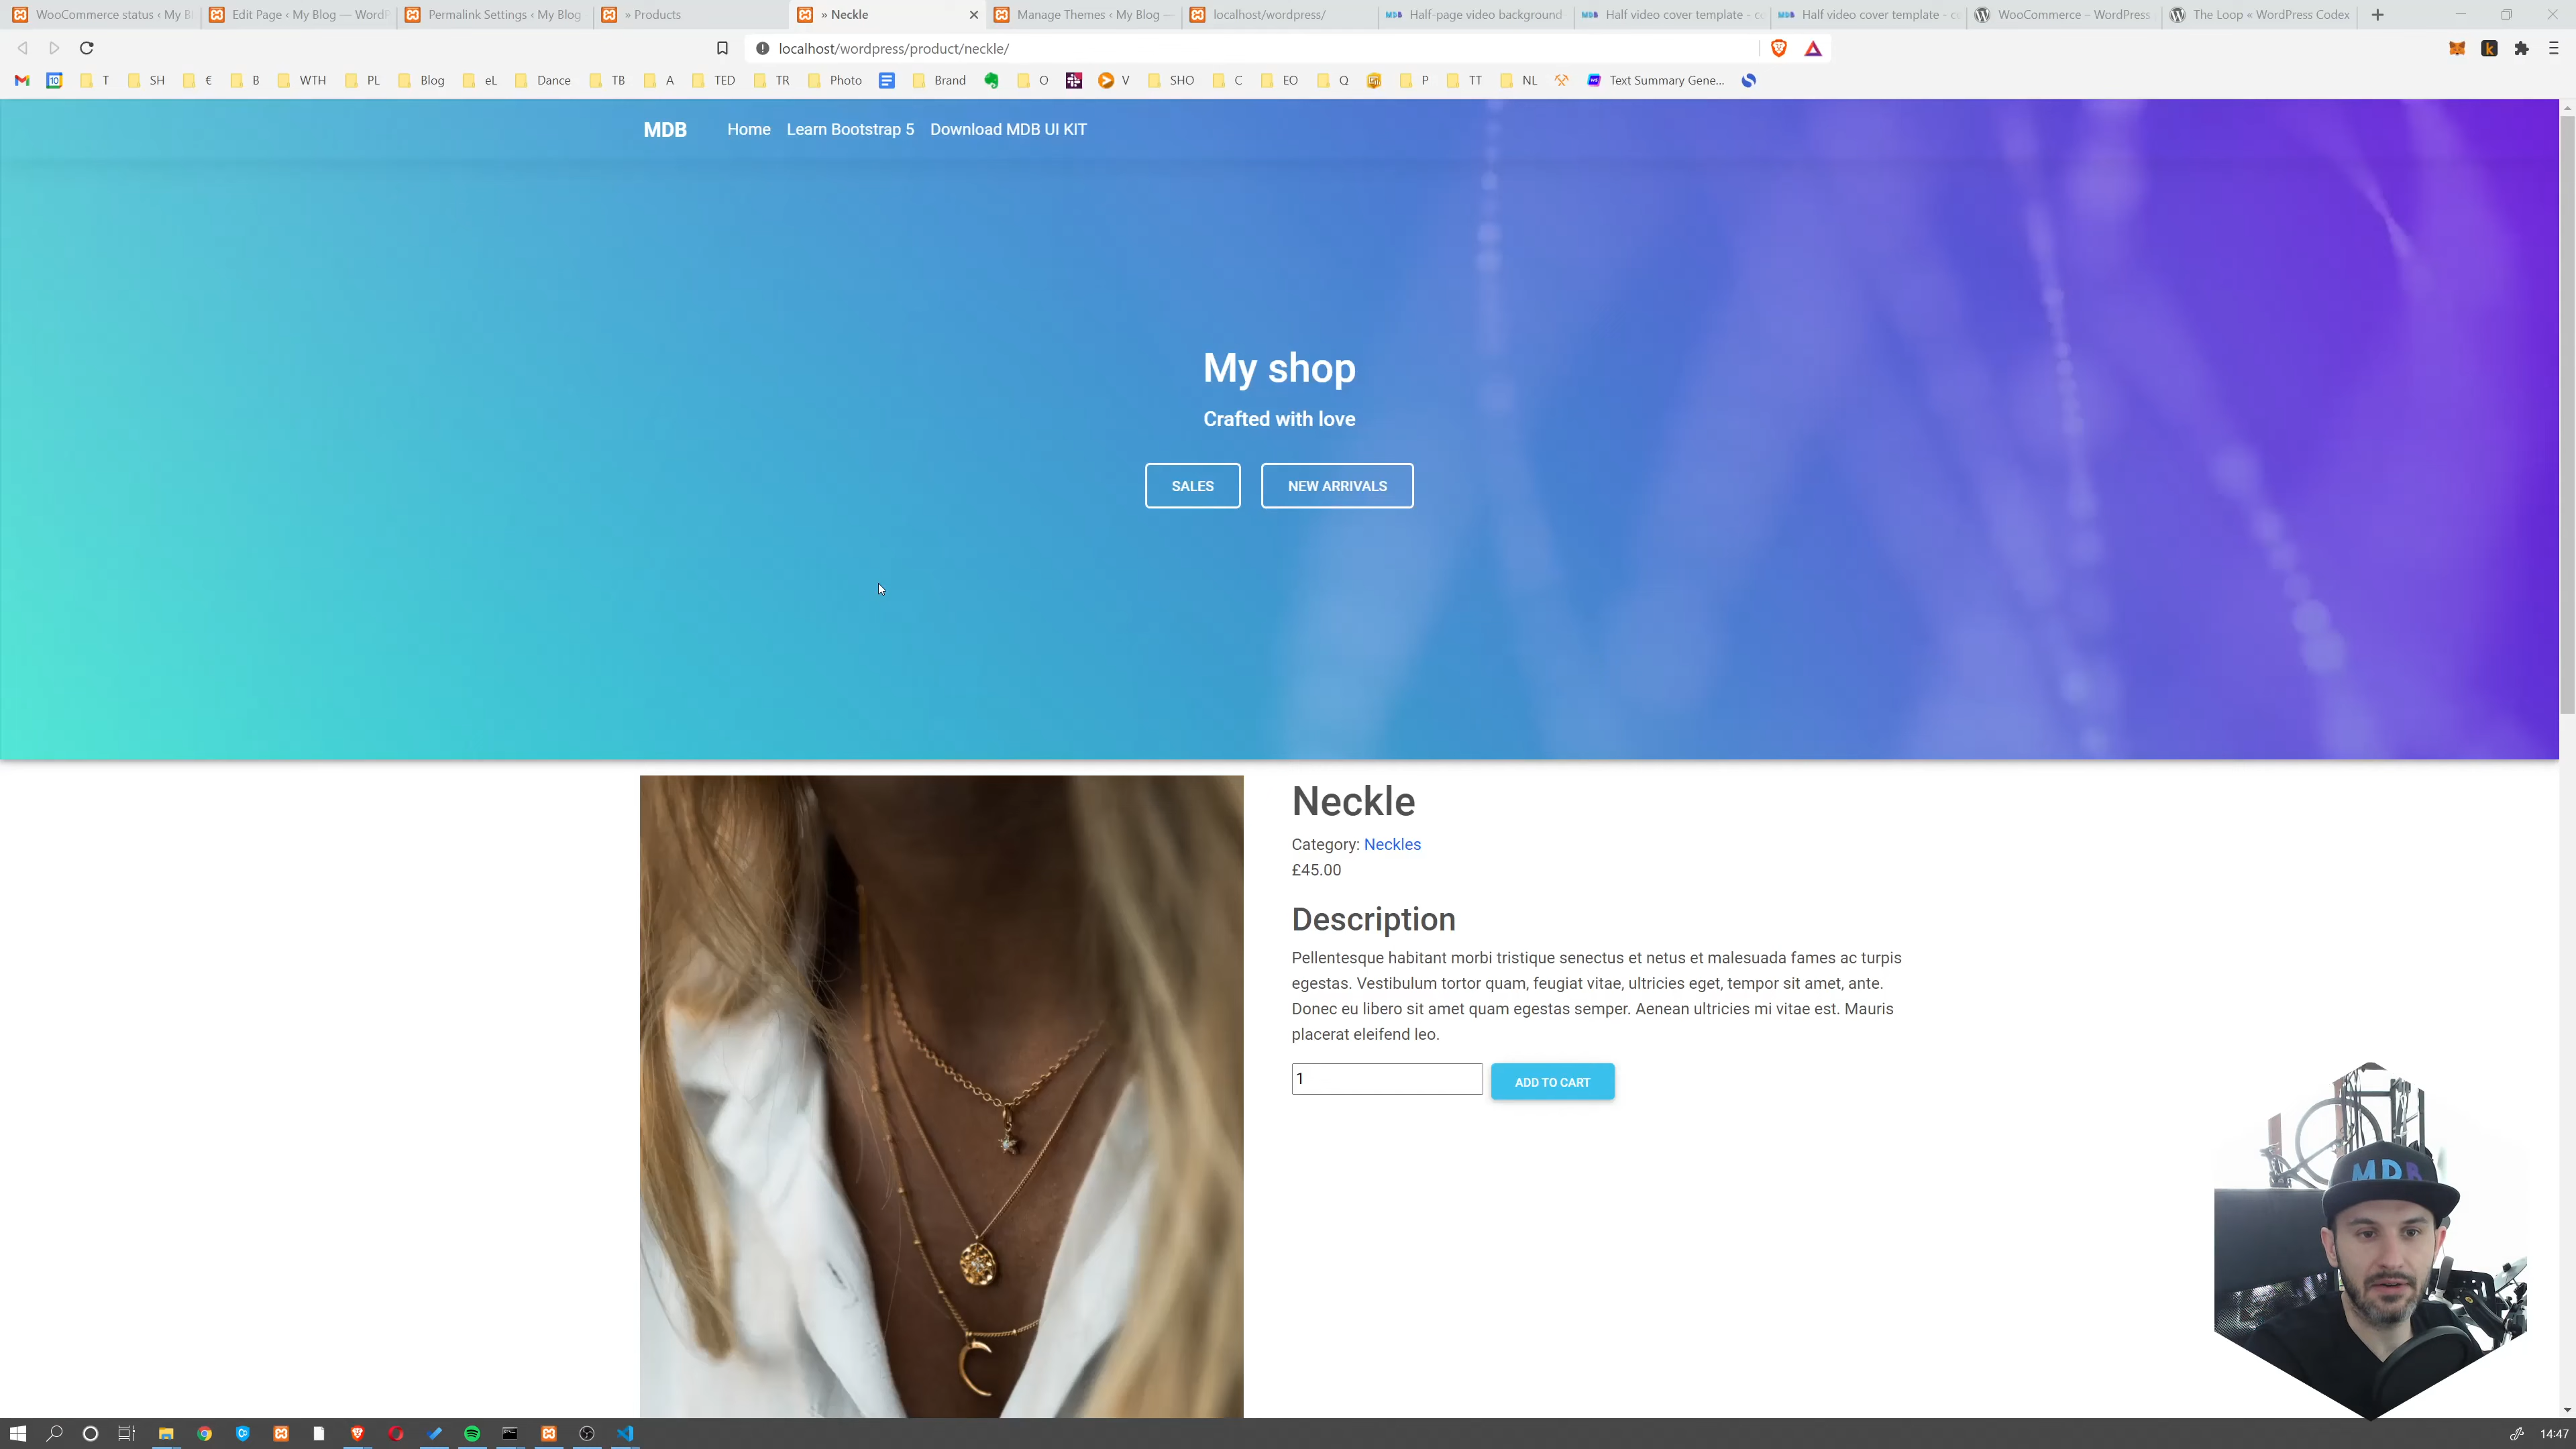 WooCommerce status ‹ My Bl
Edit Page ‹ My Blog — WordP
Permalink Settings ‹ My Blog
» Products
» Neckle
Manage Themes ‹ My Blog —
localhost/wordpress/
Half-page video background
Half video cover template - co
Half video cover template - co
WooCommerce – WordPress
The Loop « WordPress Codex
localhost/wordpress/product/neckle/
10
T
SH
€
B
WTH
PL
Blog
eL
Dance
TB
A
TED
TR
Photo
Brand
O
V
SHO
C
EO
Q
P
TT
NL
Text Summary Gene...
MDB
Home
Learn Bootstrap 5
Download MDB UI KIT
My shop
Crafted with love
SALES
NEW ARRIVALS
Neckle
Category: Neckles
£45.00
Description
Pellentesque habitant morbi tristique senectus et netus et malesuada fames ac turpis
egestas. Vestibulum tortor quam, feugiat vitae, ultricies eget, tempor sit amet, ante.
Donec eu libero sit amet quam egestas semper. Aenean ultricies mi vitae est. Mauris
placerat eleifend leo.
1
ADD TO CART
MDB
14:47